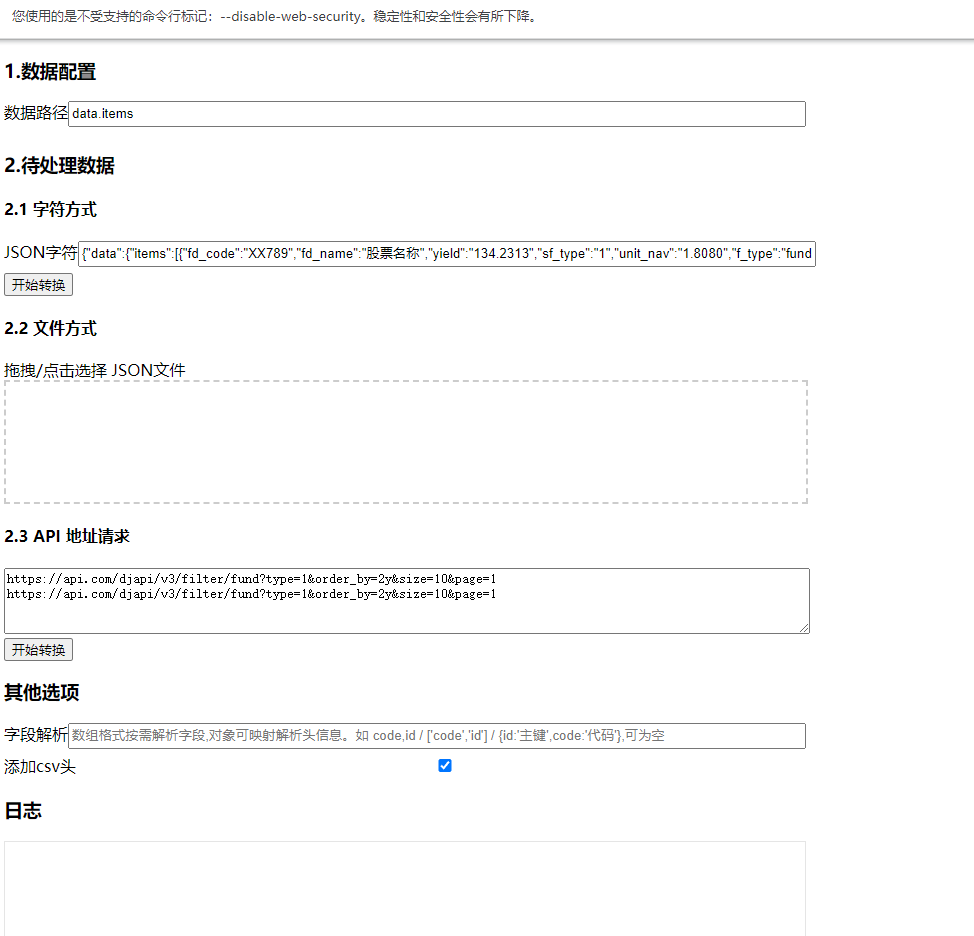 您使用的是不受支持的命令行标记：--disable-web-security。稳定性和安全性会有所下降。
1.数据配置
数据路径 data.items
2.待处理数据
2.1 字符方式
JSON字符 {"data":{"items":[{"fd_code":"XX789","fd_name":"股票名称","yield":"134.2313","sf_type":"1","unit_nav":"1.8080","f_type":"fund
开始转换
2.2 文件方式
拖拽/点击选择 JSON文件
2.3 API 地址请求
https://api.com/djapi/v3/filter/fund?type=1&order_by=2y&size=10&page=1
https://api.com/djapi/v3/filter/fund?type=1&order_by=2y&size=10&page=1
开始转换
其他选项
字段解析 数组格式按需解析字段,对象可映射解析头信息。如 code,id / ['code','id'] / {id:'主键',code:'代码'},可为空
添加csv头
日志